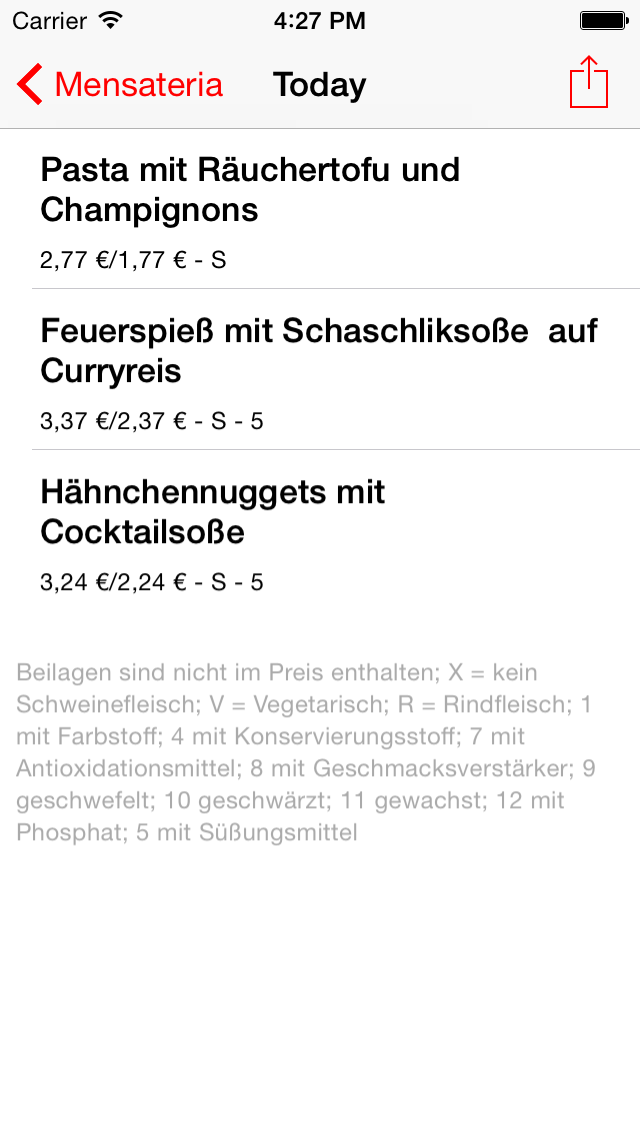 Carrier 4:27 PM
Mensateria Today
Pasta mit Räuchertofu und
Champignons
2,77 €/1,77 € - S
Feuerspieß mit Schaschliksoße  auf
Curryreis
3,37 €/2,37 € - S - 5
Hähnchennuggets mit
Cocktailsoße
3,24 €/2,24 € - S - 5
Beilagen sind nicht im Preis enthalten; X = kein
Schweinefleisch; V = Vegetarisch; R = Rindfleisch; 1
mit Farbstoff; 4 mit Konservierungsstoff; 7 mit
Antioxidationsmittel; 8 mit Geschmacksverstärker; 9
geschwefelt; 10 geschwärzt; 11 gewachst; 12 mit
Phosphat; 5 mit Süßungsmittel